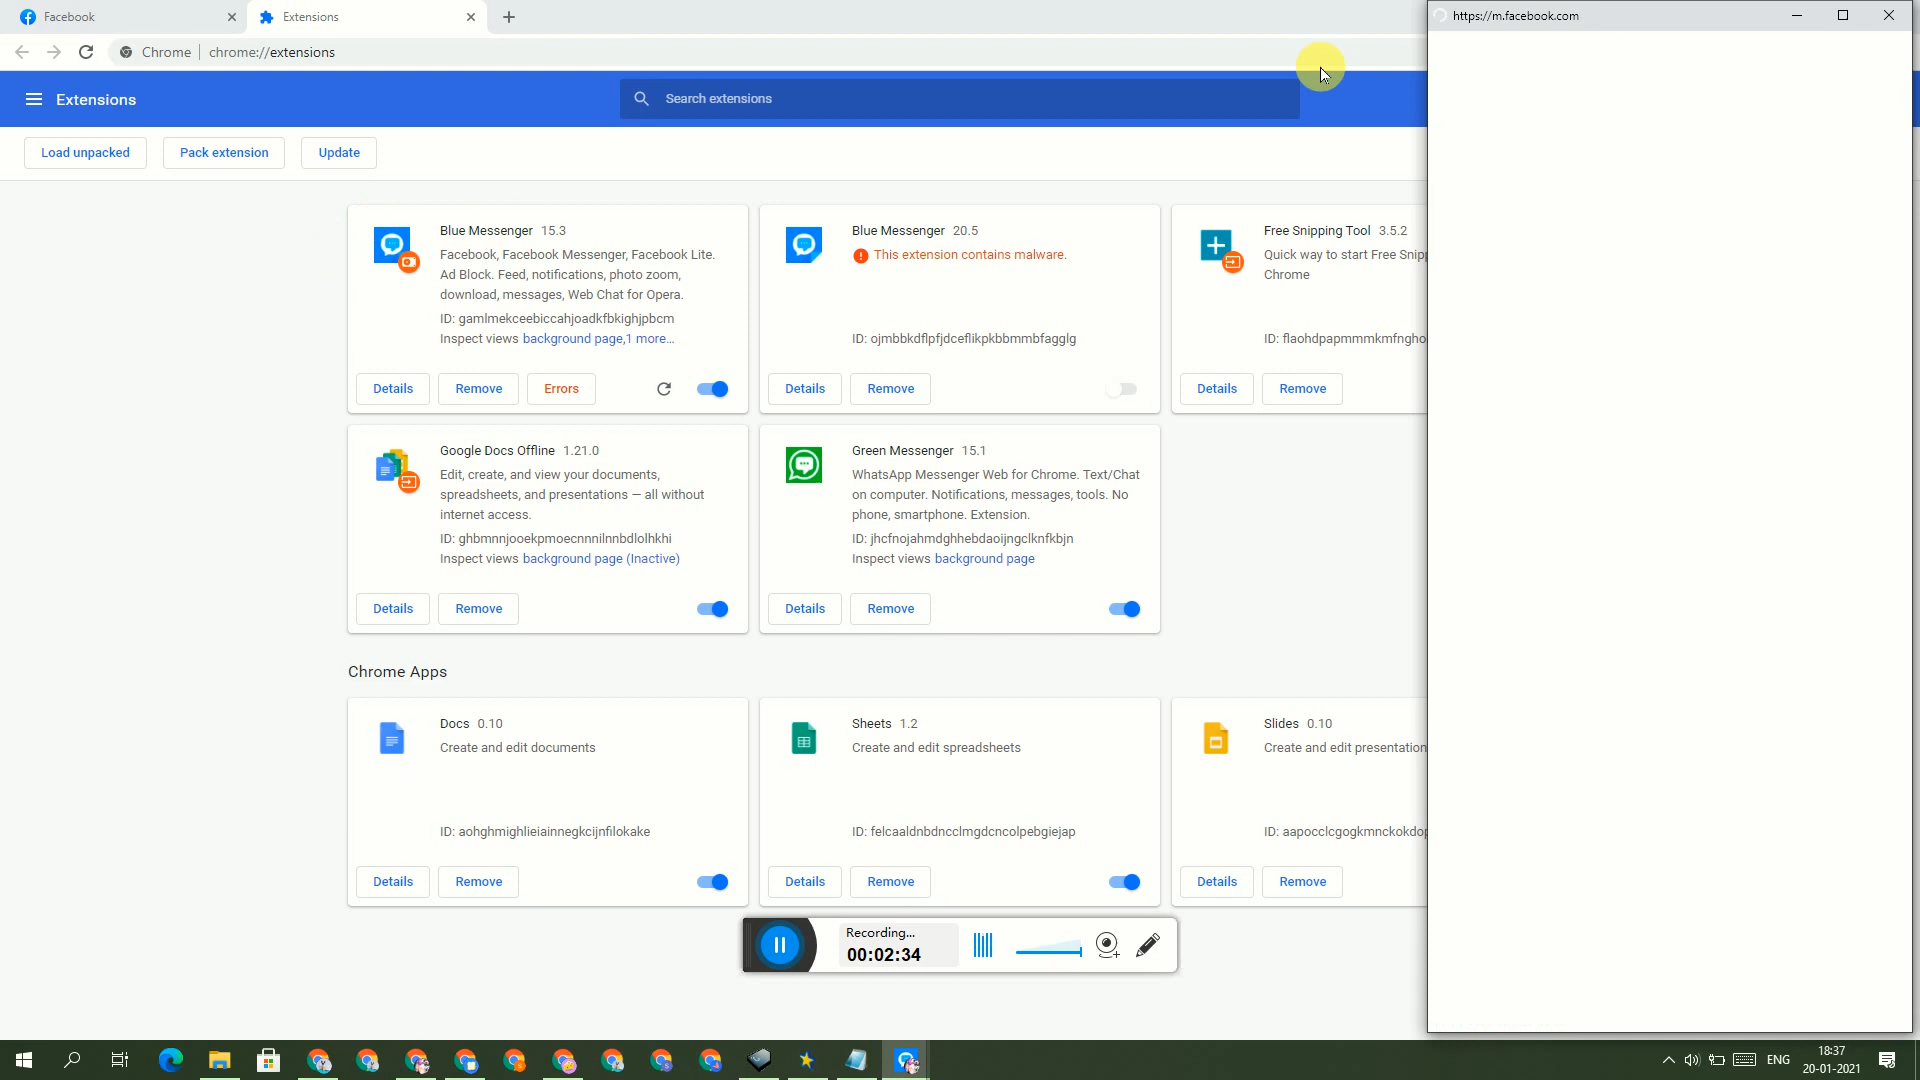 Facebook
Extensions
https://m.facebook.com
Chrome
chrome://extensions
Extensions
Search extensions
Load unpacked
Pack extension
Update
Blue Messenger 15.3
Facebook, Facebook Messenger, Facebook Lite.
Ad Block. Feed, notifications, photo zoom,
download, messages, Web Chat for Opera.
ID: gamlmekceebiccahjoadkfbkighjpbcm
Inspect views background page,1 more...
Details
Remove
Errors
Blue Messenger 20.5
This extension contains malware.
ID: ojmbbkdflpfjdceflikpkbbmmbfagglg
Details
Remove
Free Snipping Tool 3.5.2
Quick way to start Free Snipp
Chrome
ID: flaohdpapmmmkmfngho
Details
Remove
Google Docs Offline 1.21.0
Edit, create, and view your documents,
spreadsheets, and presentations — all without
internet access.
ID: ghbmnnjooekpmoecnnnilnnbdlolhkhi
Inspect views background page (Inactive)
Details
Remove
Green Messenger 15.1
WhatsApp Messenger Web for Chrome. Text/Chat
on computer. Notifications, messages, tools. No
phone, smartphone. Extension.
ID: jhcfnojahmdghhebdaoijngclknfkbjn
Inspect views background page
Details
Remove
Chrome Apps
Docs 0.10
Create and edit documents
ID: aohghmighlieiainnegkcijnfilokake
Details
Remove
Sheets 1.2
Create and edit spreadsheets
ID: felcaaldnbdncclmgdcncolpebgiejap
Details
Remove
Slides 0.10
Create and edit presentation
ID: aapocclcgogkmnckokdop
Details
Remove
Recording...
00:02:34
ENG
18:37
20-01-2021